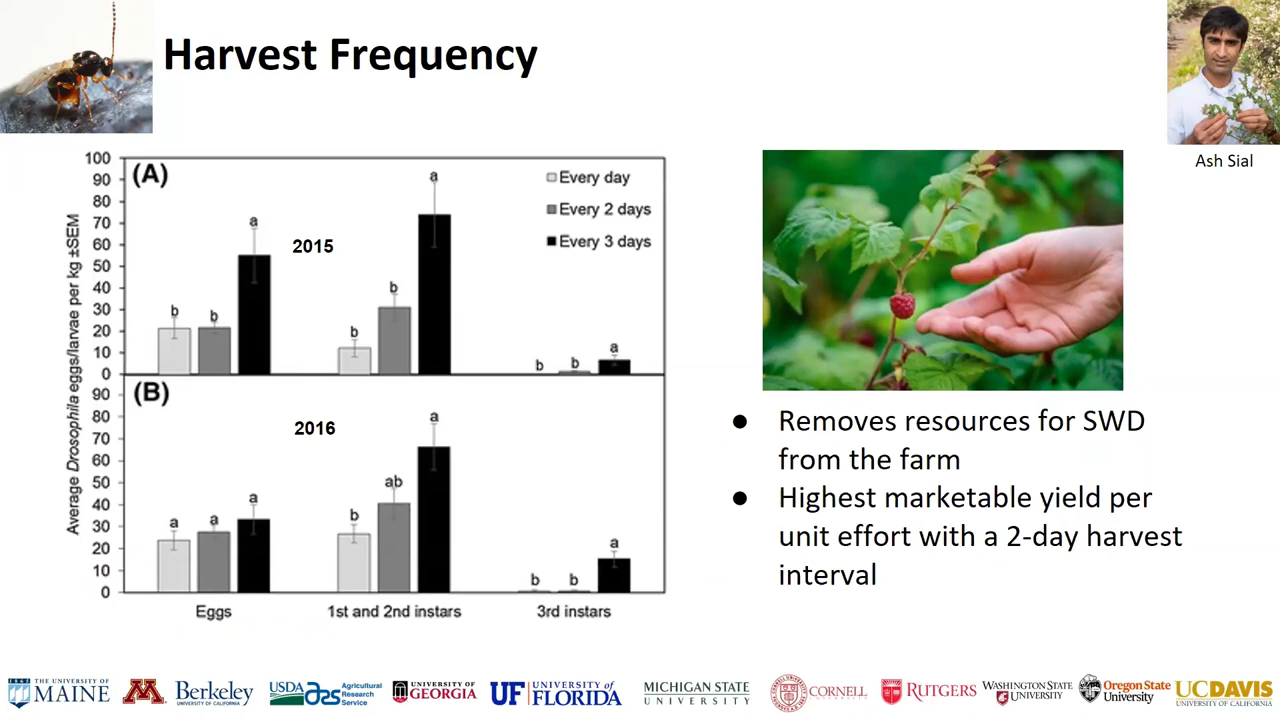 Harvest Frequency
Ash Sial
Average Drosophila eggs/larvae per kg ±SEM
100
90
80
70
60
50
40
30
20
10
0
(A)
2015
Every day
Every 2 days
Every 3 days
b
b
a
b
b
a
b
b
a
90
80
70
60
50
40
30
20
10
0
(B)
2016
a
a
a
b
ab
a
b
b
a
Eggs
1st and 2nd instars
3rd instars
● Removes resources for SWD
from the farm
● Highest marketable yield per
unit effort with a 2-day harvest
interval
THE UNIVERSITY OF
MAINE
M
Berkeley
UNIVERSITY OF CALIFORNIA
USDA
ars
Agricultural
Research
Service
UNIVERSITY OF
GEORGIA
UF
UNIVERSITY of
FLORIDA
MICHIGAN STATE
UNIVERSITY
CORNELL
RUTGERS
WASHINGTON STATE
UNIVERSITY
Oregon State
University
UCDAVIS
UNIVERSITY OF CALIFORNIA